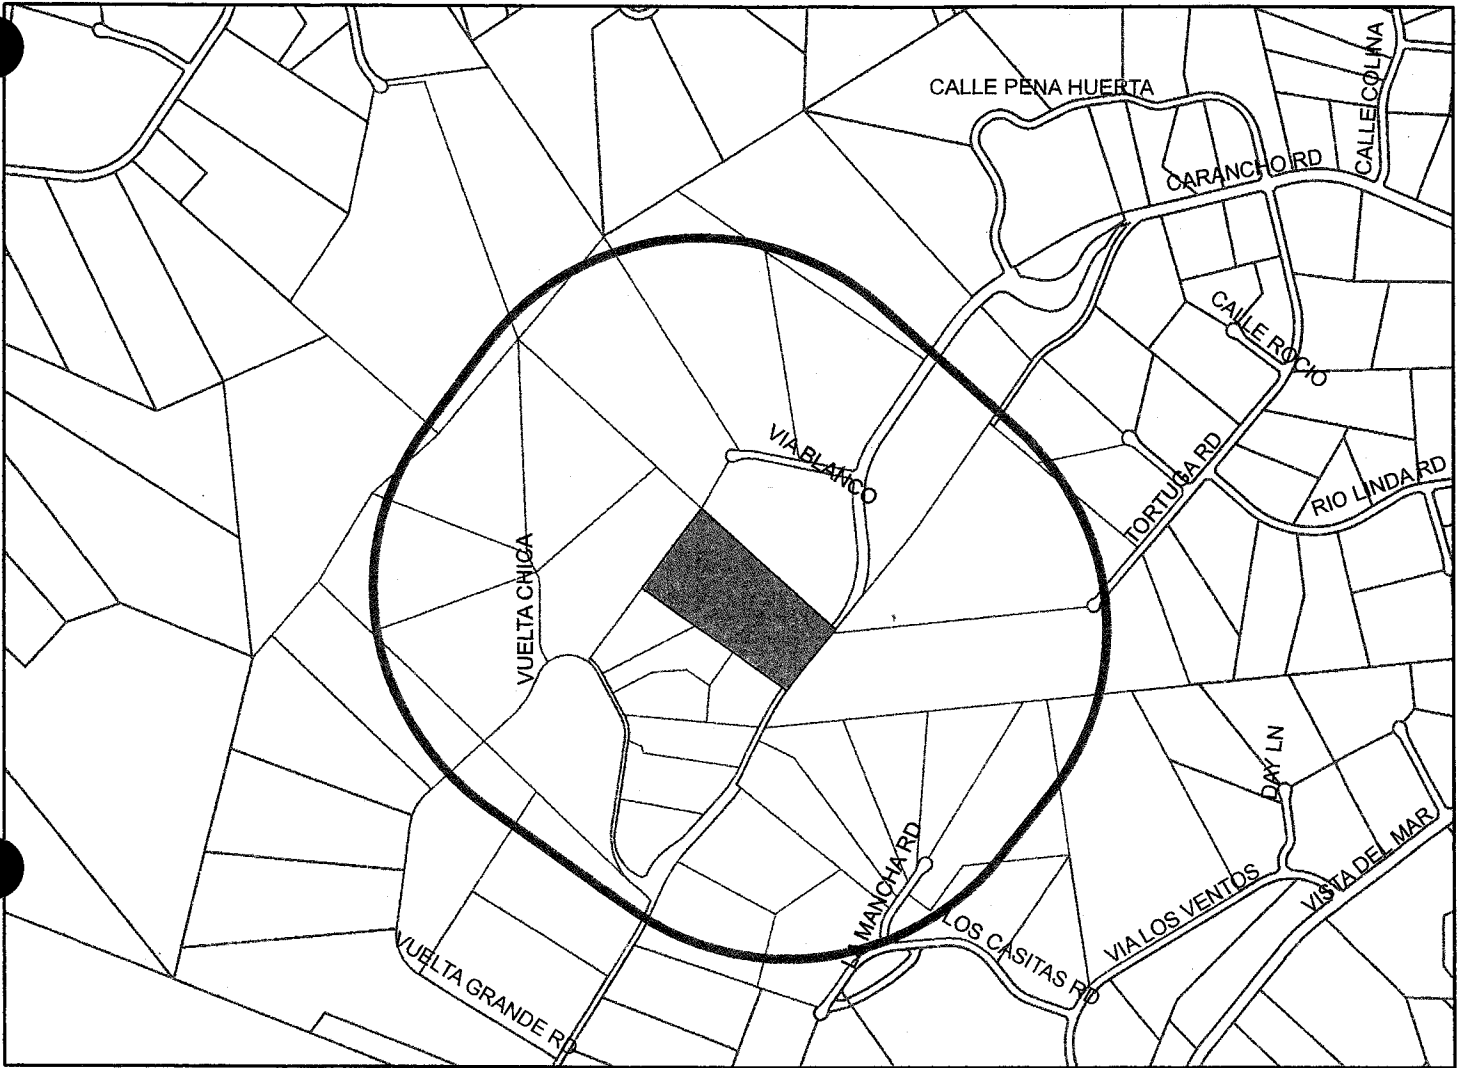 CALLE PENA HUERTA
CALLE COLINA
CARANCHO RD
CALLE ROCIO
VIA BLANCO
TORTUGA RD
RIO LINDA RD
VUELTA CHICA
DAY LN
VISTA DEL MAR
MANCHA RD
VIA LOS VENTOS
LOS CASITAS RD
VUELTA GRANDE RD